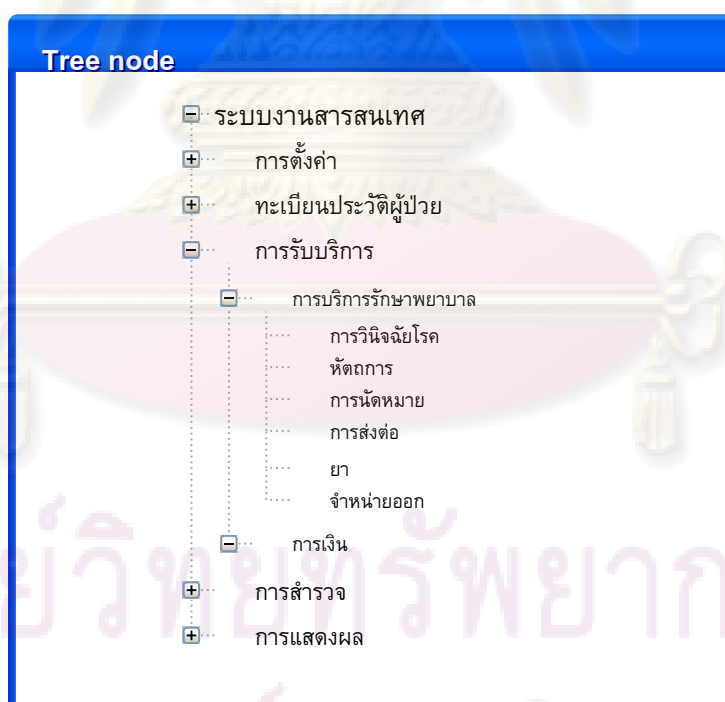 Tree node
ระบบงานสารสนเทศ
การตั้งค่า
ทะเบียนประวัติผู้ป่วย
การรับบริการ
การบริการรักษาพยาบาล
การวินิจฉัยโรค
หัตถการ
การนัดหมาย
การส่งต่อ
ยา
จำหน่ายออก
การเงิน
การสำรวจ
การแสดงผล